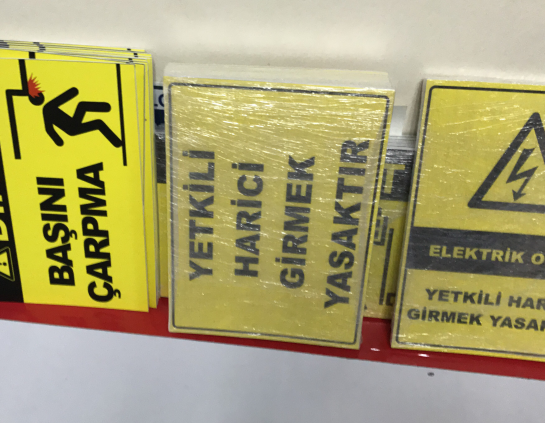 BAŞINI
ÇARPMA
YETKİLİ
HARİCİ
GİRMEK
YASAKTIR
ELEKTRİK
YETKİLİ
GİRMEK